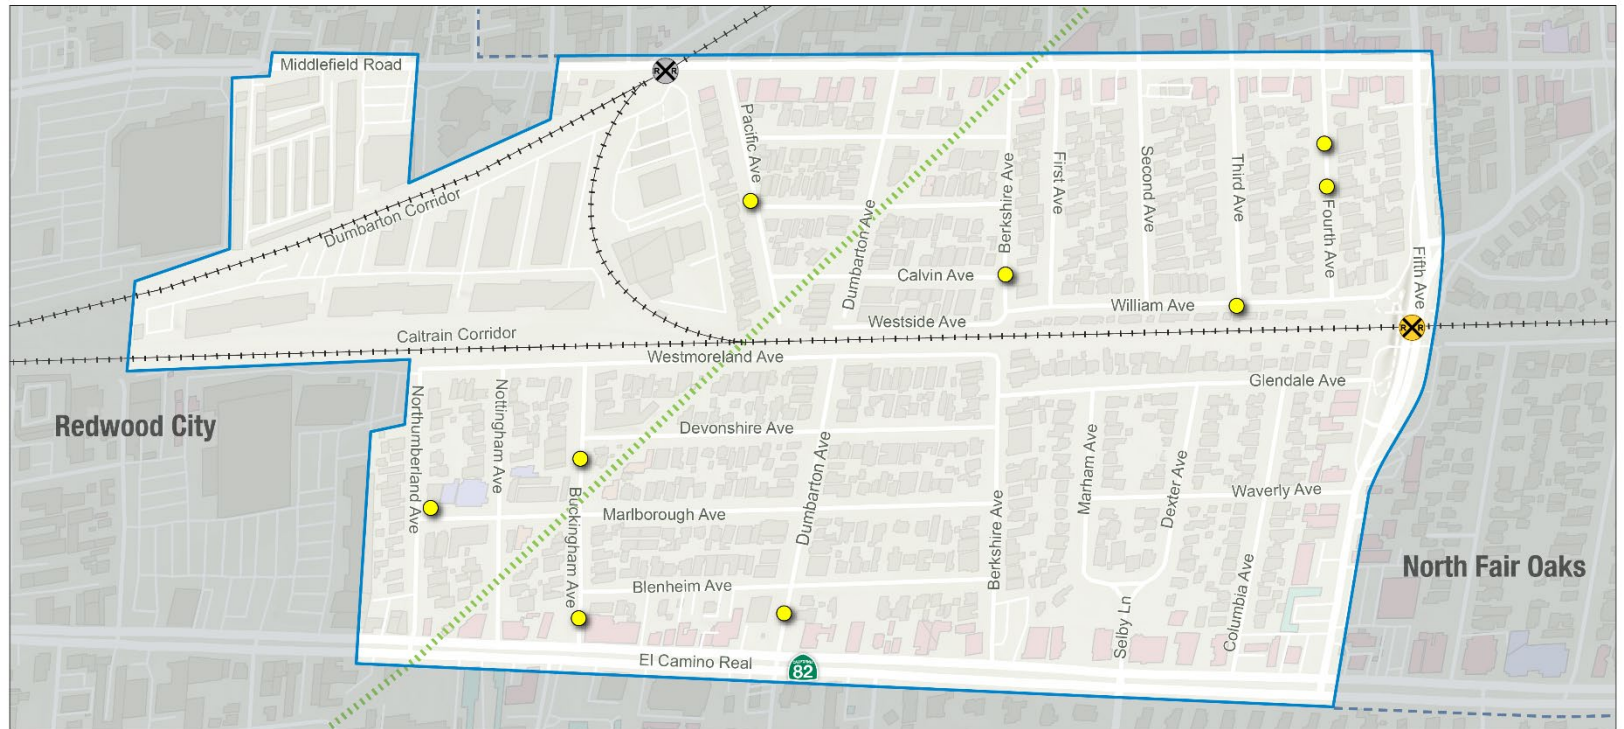 Middlefield Road
R R
Pacific Ave
Dumbarton Corridor
Berkshire Ave
First Ave
Second Ave
Third Ave
Fourth Ave
Dumbarton Ave
Calvin Ave
Fifth Ave
William Ave
Westside Ave
R R
Caltrain Corridor
Westmoreland Ave
Glendale Ave
Redwood City
Northumberland Ave
Nottingham Ave
Devonshire Ave
Dumbarton Ave
Marham Ave
Dexter Ave
Waverly Ave
Buckingham Ave
Marlborough Ave
Berkshire Ave
North Fair Oaks
Blenheim Ave
Selby Ln
Columbia Ave
El Camino Real
82